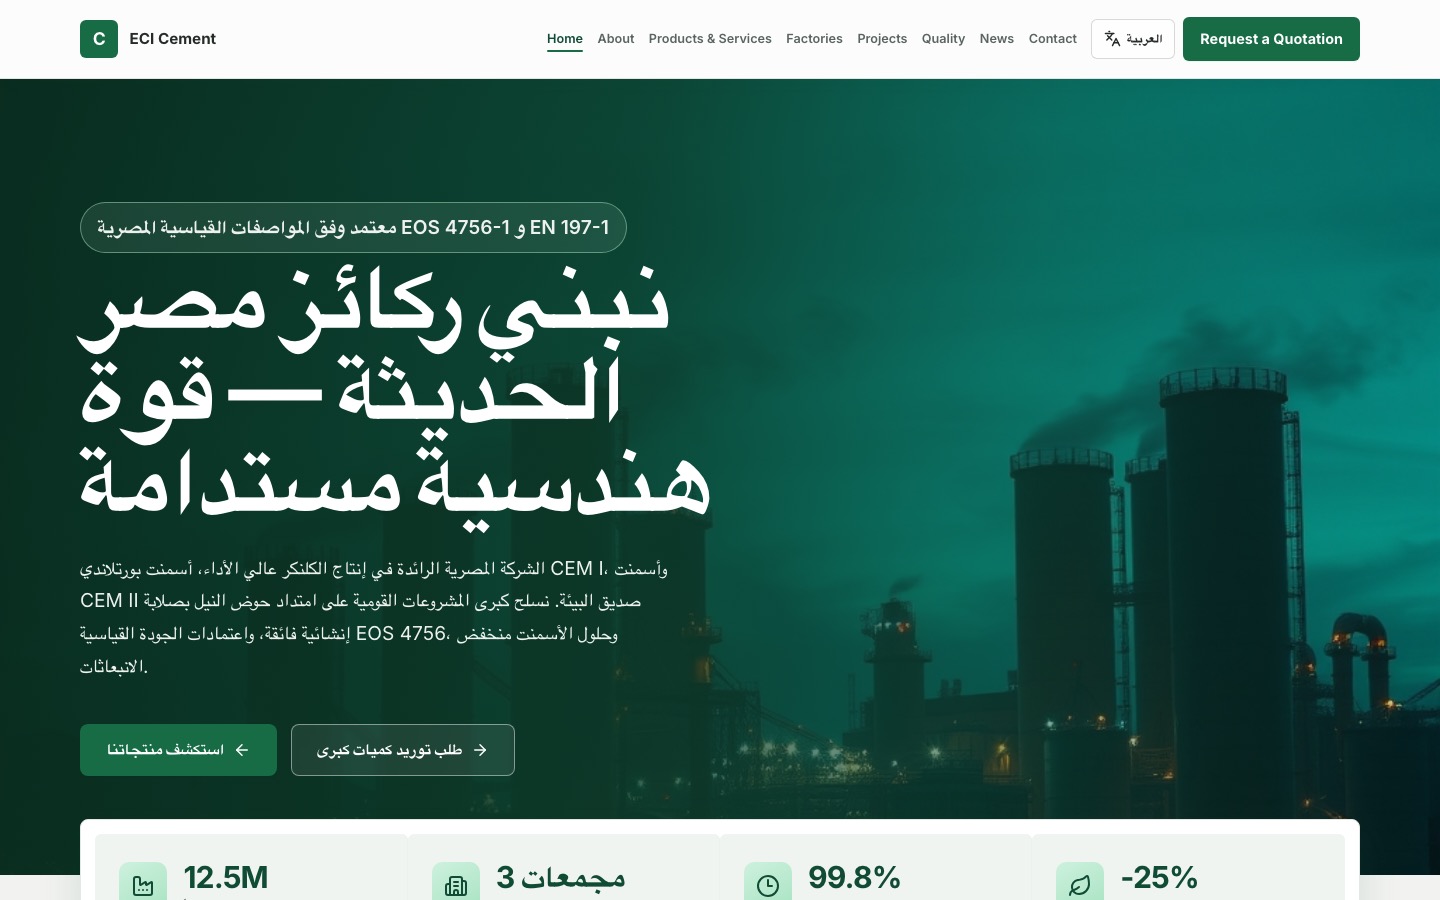 C
ECI Cement
Home
About
Products & Services
Factories
Projects
Quality
News
Contact
العربية
Request a Quotation
معتمد وفق المواصفات القياسية المصرية EOS 4756-1 و EN 197-1
نبني ركائز مصر
الحديثة — قوة
هندسية مستدامة
الشركة المصرية الرائدة في إنتاج الكلنكر عالي الأداء، أسمنت بورتلاندي CEM I، وأسمنت
CEM II صديق البيئة. نسلح كبرى المشروعات القومية على امتداد حوض النيل بصلابة
إنشائية فائقة، واعتمادات الجودة القياسية EOS 4756، وحلول الأسمنت منخفض
الانبعاثات.
استكشف منتجاتنا
طلب توريد كميات كبرى
12.5M
3 مجمعات
99.8%
-25%